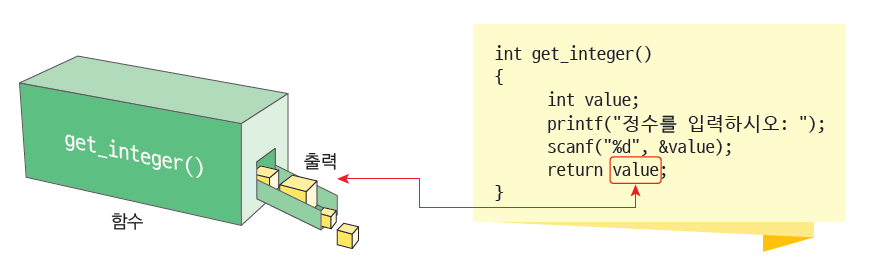 get_integer()
출력
함수
int get_integer()
{
int value;
printf("정수를 입력하시오: ");
scanf("%d", &value);
return value;
}